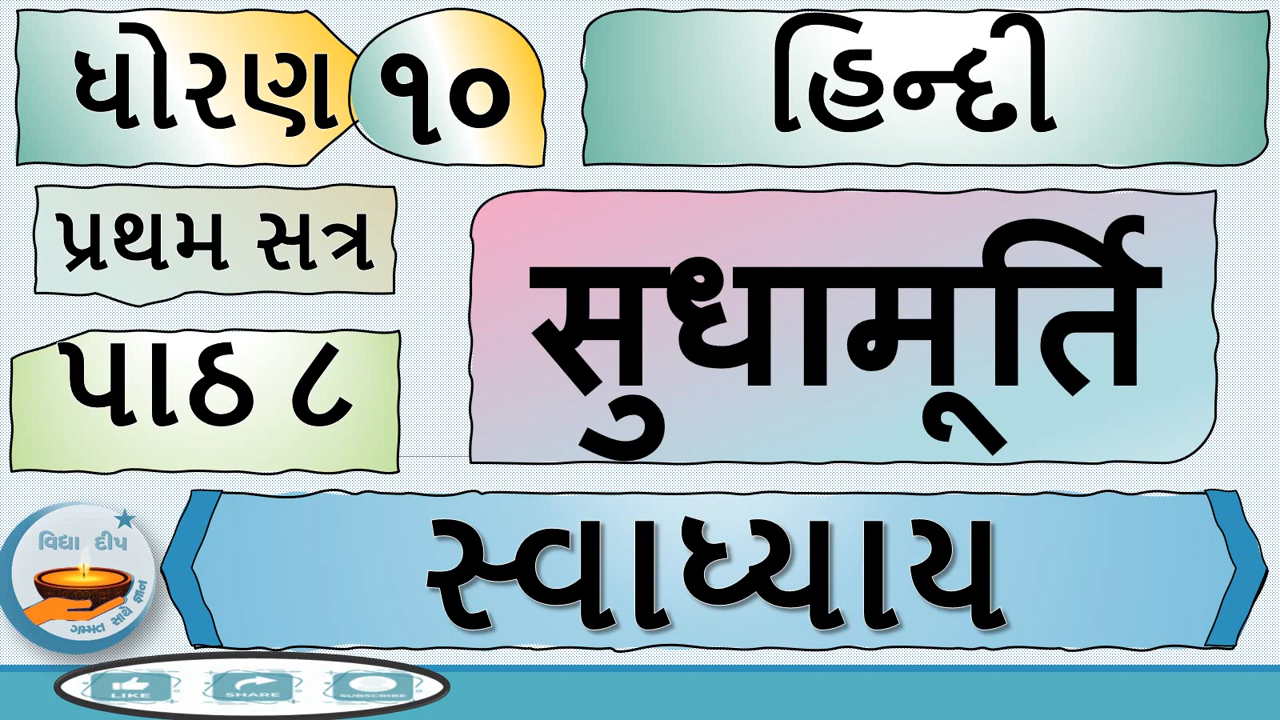 ધોરણ ૧૦
હિન્દી
પ્રથમ સત્ર
सुधामूर्ति
પાઠ ૮
સ્વાધ્યાય
વિદ્યા દીપ
ગમ્મત સાથે જ્ઞાન
LIKE
SHARE
SUBSCRIBE